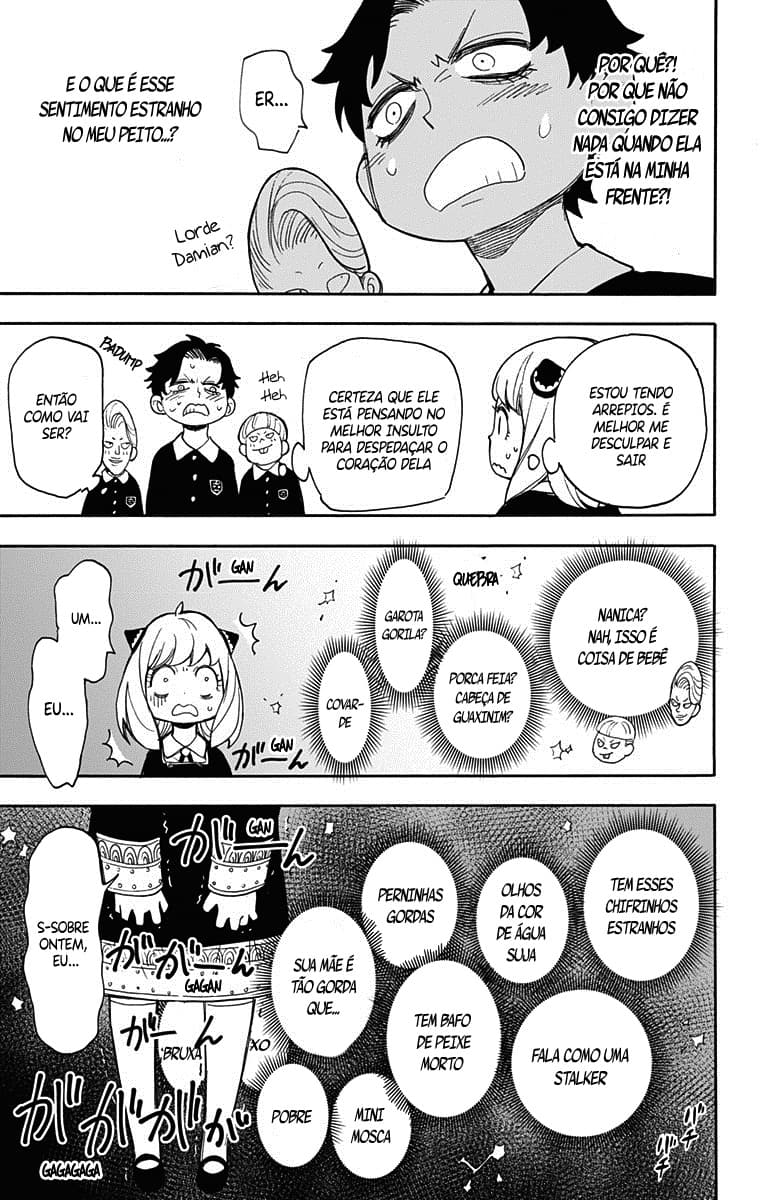 POR QUÊ?!
POR QUE NÃO
CONSIGO DIZER
NADA QUANDO ELA
ESTÁ NA MINHA
FRENTE?!
ER...
E O QUE É ESSE
SENTIMENTO ESTRANHO
NO MEU PEITO...?
Lorde
Damian?
ESTOU TENDO
ARREPIOS. É
MELHOR ME
DESCULPAR E
SAIR
CERTEZA QUE ELE
ESTÁ PENSANDO NO
MELHOR INSULTO
PARA DESPEDAÇAR O
CORAÇÃO DELA
Heh
Heh
BADUMP
ENTÃO
COMO VAI
SER?
NANICA?
NAH, ISSO É
COISA DE BEBÊ
QUEBRA
PORCA FEIA?
CABEÇA DE
GUAXINIM?
GAROTA
GORILA?
COVAR-
DE
がーん
GAN
がーん
GAN
UM...
EU...
TEM ESSES
CHIFRINHOS
ESTRANHOS
OLHOS
DA COR
DE ÁGUA
SUJA
PERNINHAS
GORDAS
FALA COMO UMA
STALKER
TEM BAFO
DE PEIXE
MORTO
SUA MÃE É
TÃO GORDA
QUE...
MINI
MOSCA
POBRE
XO
BRUXA
がーん
GAN
ががーん
GAGAN
がーん
S-SOBRE
ONTEM,
EU...
がががが
GAGAGAGA